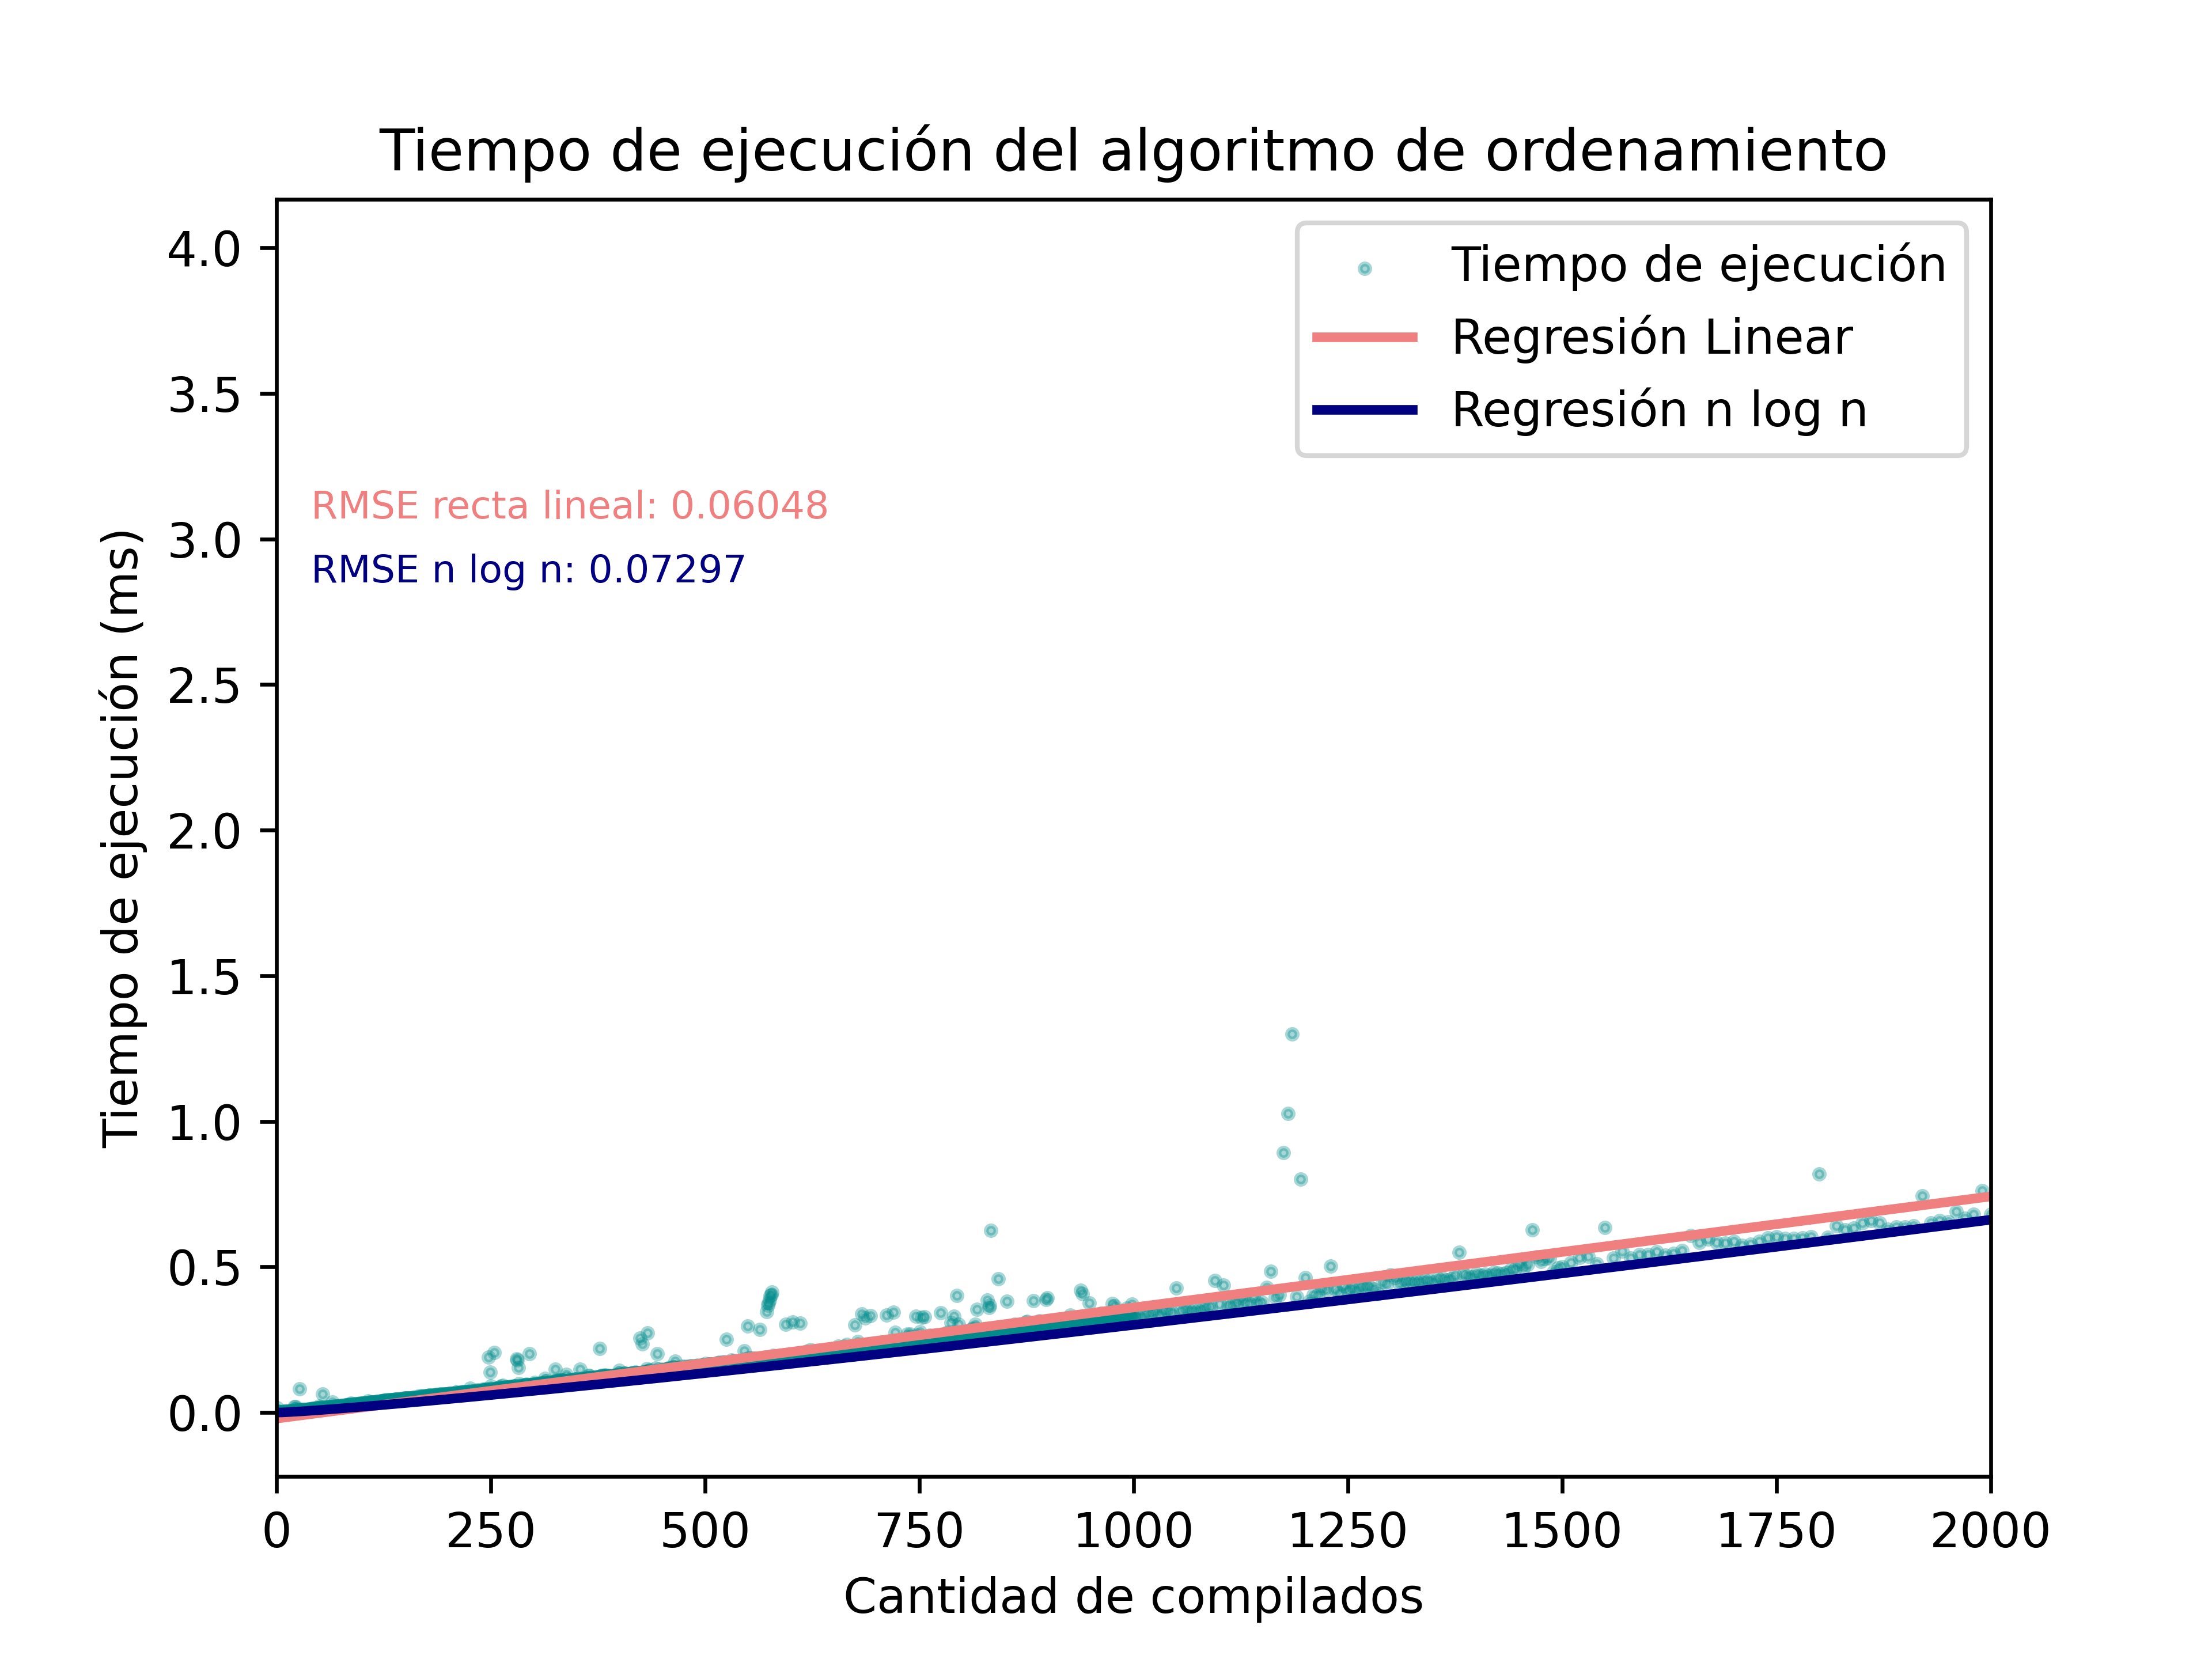 Tiempo de ejecución del algoritmo de ordenamiento
Tiempo de ejecución
Regresión Linear
Regresión n log n
RMSE recta lineal: 0.06048
RMSE n log n: 0.07297
Tiempo de ejecución (ms)
4.0
3.5
3.0
2.5
2.0
1.5
1.0
0.5
0.0
0 250 500 750 1000 1250 1500 1750 2000
Cantidad de compilados